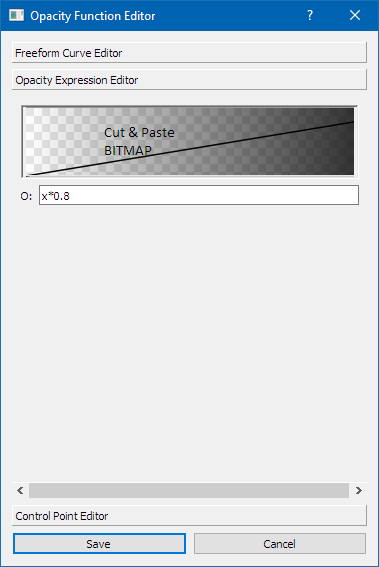 Opacity Function Editor
Freeform Curve Editor
Opacity Expression Editor
Cut & Paste
BITMAP
O: x*0.8
Control Point Editor
Save Cancel